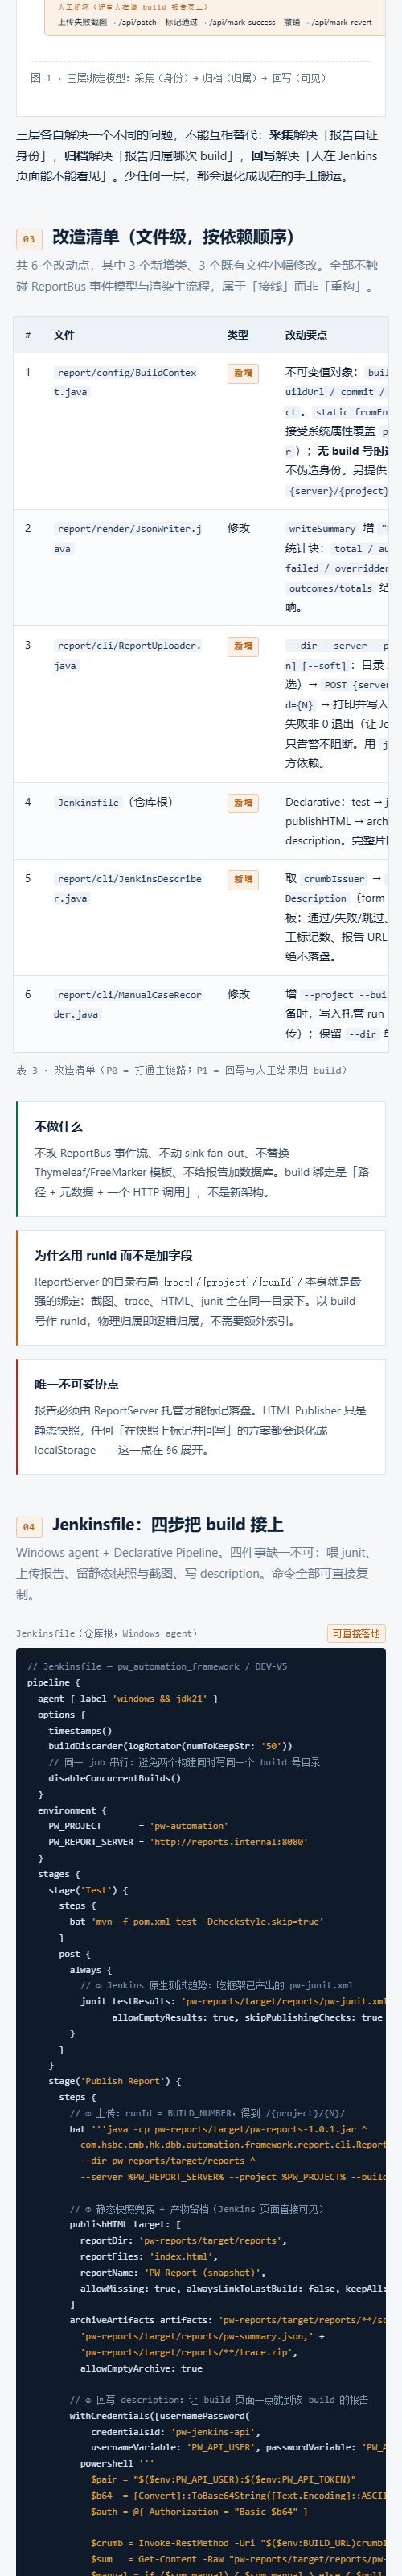 人工闭环（评审人在该 build 报告页上）
上传失败截图 → /api/patch 标记通过 → /api/mark-success 撤销 → /api/mark-revert
图 1 · 三层绑定模型：采集（身份）→ 归档（归属）→ 回写（可见）
三层各自解决一个不同的问题，不能互相替代：采集解决「报告自证
身份」，归档解决「报告归属哪次 build」，回写解决「人在 Jenkins
页面能不能看见」。少任何一层，都会退化成现在的手工搬运。
03 改造清单（文件级，按依赖顺序）
共 6 个改动点，其中 3 个新增类、3 个既有文件小幅修改。全部不触
碰 ReportBus 事件模型与渲染主流程，属于「接线」而非「重构」。
# 文件 类型 改动要点
1 report/config/BuildContex 新增 不可变值对象： buil
t.java uildUrl / commit /
ct 。 static fromEn
接受系统属性覆盖 p
r ）；无 build 号时
不伪造身份。另提供
{server}/{project}
2 report/render/JsonWriter.j 修改 writeSummary 增
ava 统计块： total / au
failed / overridden
outcomes/totals 结
响。
3 report/cli/ReportUploader. 新增 --dir --server --p
java n] [--soft] ：目录
选）→ POST {server
d={N} → 打印并写入
失败非 0 退出（让 Je
只告警不阻断。用 j
方依赖。
4 Jenkinsfile （仓库根） 新增 Declarative：test → j
publishHTML → arch
description。完整片
5 report/cli/JenkinsDescribe 新增 取 crumbIssuer →
r.java Description （form
板：通过/失败/跳过、
工标记数、报告 URL
绝不落盘。
6 report/cli/ManualCaseRecor 修改 增 --project --buil
der.java 备时，写入托管 run
传）；保留 --dir
表 3 · 改造清单（P0 = 打通主链路；P1 = 回写与人工结果归 build）
不做什么
不改 ReportBus 事件流、不动 sink fan-out、不替换
Thymeleaf/FreeMarker 模板、不给报告加数据库。build 绑定是「路
径 + 元数据 + 一个 HTTP 调用」，不是新架构。
为什么用 runId 而不是加字段
ReportServer 的目录布局 {root}/{project}/{runId}/ 本身就是最
强的绑定：截图、trace、HTML、junit 全在同一目录下。以 build
号作 runId，物理归属即逻辑归属，不需要额外索引。
唯一不可妥协点
报告必须由 ReportServer 托管才能标记落盘。HTML Publisher 只是
静态快照，任何「在快照上标记并回写」的方案都会退化成
localStorage——这一点在 §6 展开。
04 Jenkinsfile：四步把 build 接上
Windows agent + Declarative Pipeline。四件事缺一不可：喂 junit、
上传报告、留静态快照与截图、写 description。命令全部可直接复
制。
Jenkinsfile（仓库根，Windows agent） 可直接落地
// Jenkinsfile — pw_automation_framework / DEV-V5
pipeline {
agent { label 'windows && jdk21' }
options {
timestamps()
buildDiscarder(logRotator(numToKeepStr: '50'))
// 同一 job 串行：避免两个构建同时写同一个 build 号目录
disableConcurrentBuilds()
}
environment {
PW_PROJECT = 'pw-automation'
PW_REPORT_SERVER = 'http://reports.internal:8080'
}
stages {
stage('Test') {
steps {
bat 'mvn -f pom.xml test -Dcheckstyle.skip=true'
}
post {
always {
// ① Jenkins 原生测试趋势：吃框架已产出的 pw-junit.xml
junit testResults: 'pw-reports/target/reports/pw-junit.xml
allowEmptyResults: true, skipPublishingChecks: true
}
}
}
stage('Publish Report') {
steps {
// ② 上传：runId = BUILD_NUMBER，得到 /{project}/{N}/
bat '''java -cp pw-reports/target/pw-reports-1.0.1.jar ^
com.hsbc.cmb.hk.dbb.automation.framework.report.cli.Report
--dir pw-reports/target/reports ^
--server %PW_REPORT_SERVER% --project %PW_PROJECT% --build
// ③ 静态快照兜底 + 产物留档（Jenkins 页面直接可见）
publishHTML target: [
reportDir: 'pw-reports/target/reports',
reportFiles: 'index.html',
reportName: 'PW Report (snapshot)',
allowMissing: true, alwaysLinkToLastBuild: false, keepAll:
]
archiveArtifacts artifacts: 'pw-reports/target/reports/**/sc
'pw-reports/target/reports/pw-summary.json,' +
'pw-reports/target/reports/**/trace.zip',
allowEmptyArchive: true
// ④ 回写 description：让 build 页面一点就到该 build 的报告
withCredentials([usernamePassword(
credentialsId: 'pw-jenkins-api',
usernameVariable: 'PW_API_USER', passwordVariable: 'PW_A
powershell '''
$pair = "$($env:PW_API_USER):$($env:PW_API_TOKEN)"
$b64 = [Convert]::ToBase64String([Text.Encoding]::ASCII
$auth = @{ Authorization = "Basic $b64" }
$crumb = Invoke-RestMethod -Uri "$($env:BUILD_URL)crumbI
$sum = Get-Content -Raw "pw-reports/target/reports/pw-